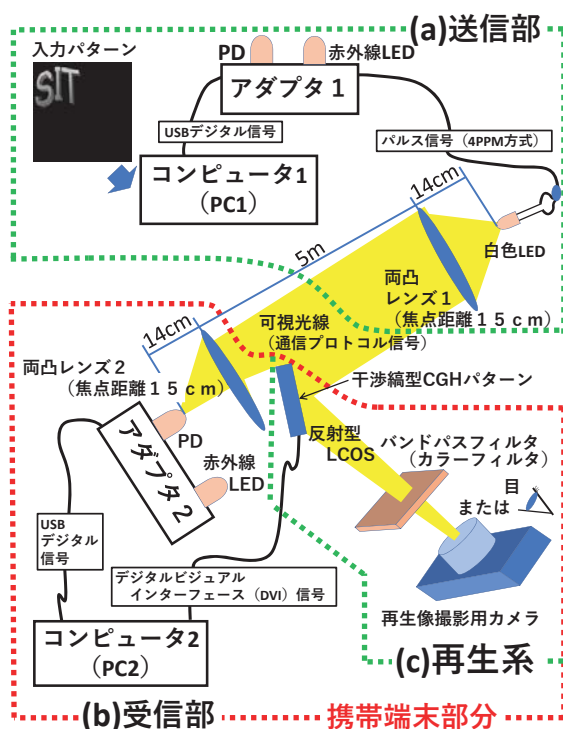 (a)送信部
入力パターン
SIT
PD
赤外線LED
アダプタ1
USBデジタル信号
パルス信号（4PPM方式）
コンピュータ1
（PC1）
14cm
白色LED
5m
両凸
レンズ1
（焦点距離15cm）
14cm
可視光線
（通信プロトコル信号）
両凸レンズ2
（焦点距離15cm）
干渉縞型CGHパターン
PD
反射型
LCOS
バンドパスフィルタ
（カラーフィルタ）
アダプタ2
赤外線
LED
目
または
USB
デジタル
信号
デジタルビジュアル
インターフェース（DVI）信号
再生像撮影用カメラ
コンピュータ2
（PC2）
(c)再生系
(b)受信部
携帯端末部分